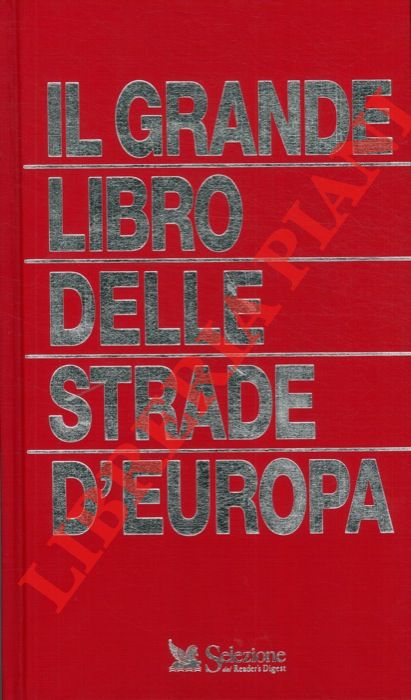 IL GRANDE
LIBRO
DELLE
STRADE
D'EUROPA
LIBRERIA PIANI
Selezione
dal Reader's Digest